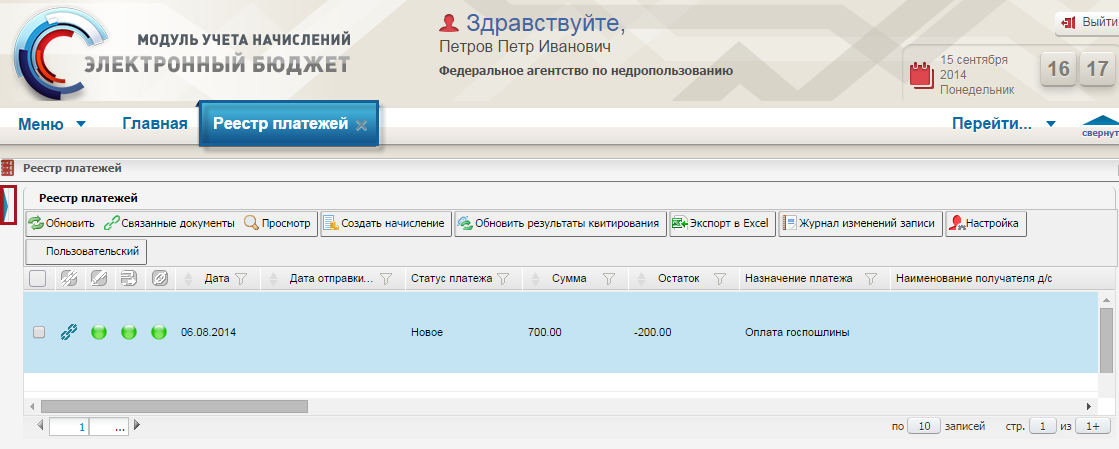 МОДУЛЬ УЧЕТА НАЧИСЛЕНИЙ
ЭЛЕКТРОННЫЙ БЮДЖЕТ
Здравствуйте,
Петров Петр Иванович
Федеральное агентство по недропользованию
Выйти
15 сентября
2014
Понедельник
16 17
Меню Главная Реестр платежей Перейти...
свернут
Реестр платежей
Реестр платежей
Обновить Связанные документы Просмотр Создать начисление Обновить результаты квитирования Экспорт в Excel Журнал изменений записи Настройка
Пользовательский
Дата Дата отправки... Статус платежа Сумма Остаток Назначение платежа Наименование получателя д/с
06.08.2014 Новое 700.00 -200.00 Оплата госпошлины
1 ... по 10 записей стр. 1 из 1+